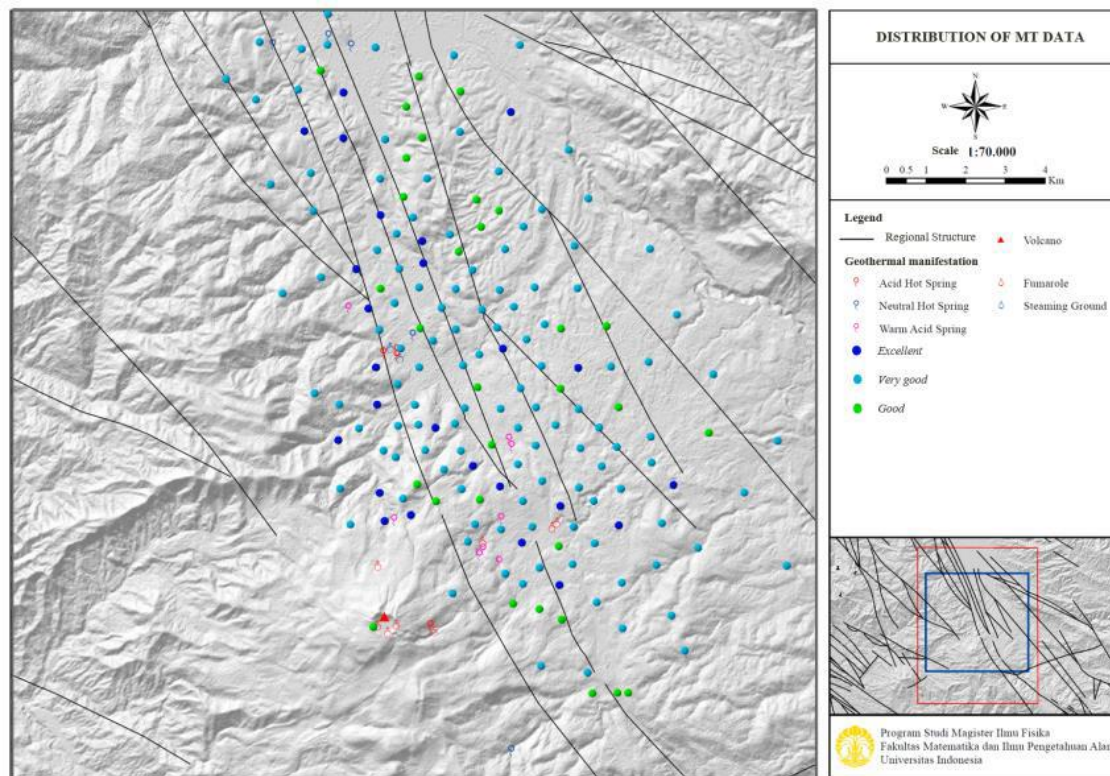 DISTRIBUTION OF MT DATA
N
W E
S
Scale 1:70.000
0 0.5 1 2 3 4
Km
Legend
Regional Structure
Volcano
Geothermal manifestation
Acid Hot Spring
Fumarole
Neutral Hot Spring
Steaming Ground
Warm Acid Spring
Excellent
Very good
Good
Program Studi Magister Ilmu Fisika
Fakultas Matematika dan Ilmu Pengetahuan Alam
Universitas Indonesia